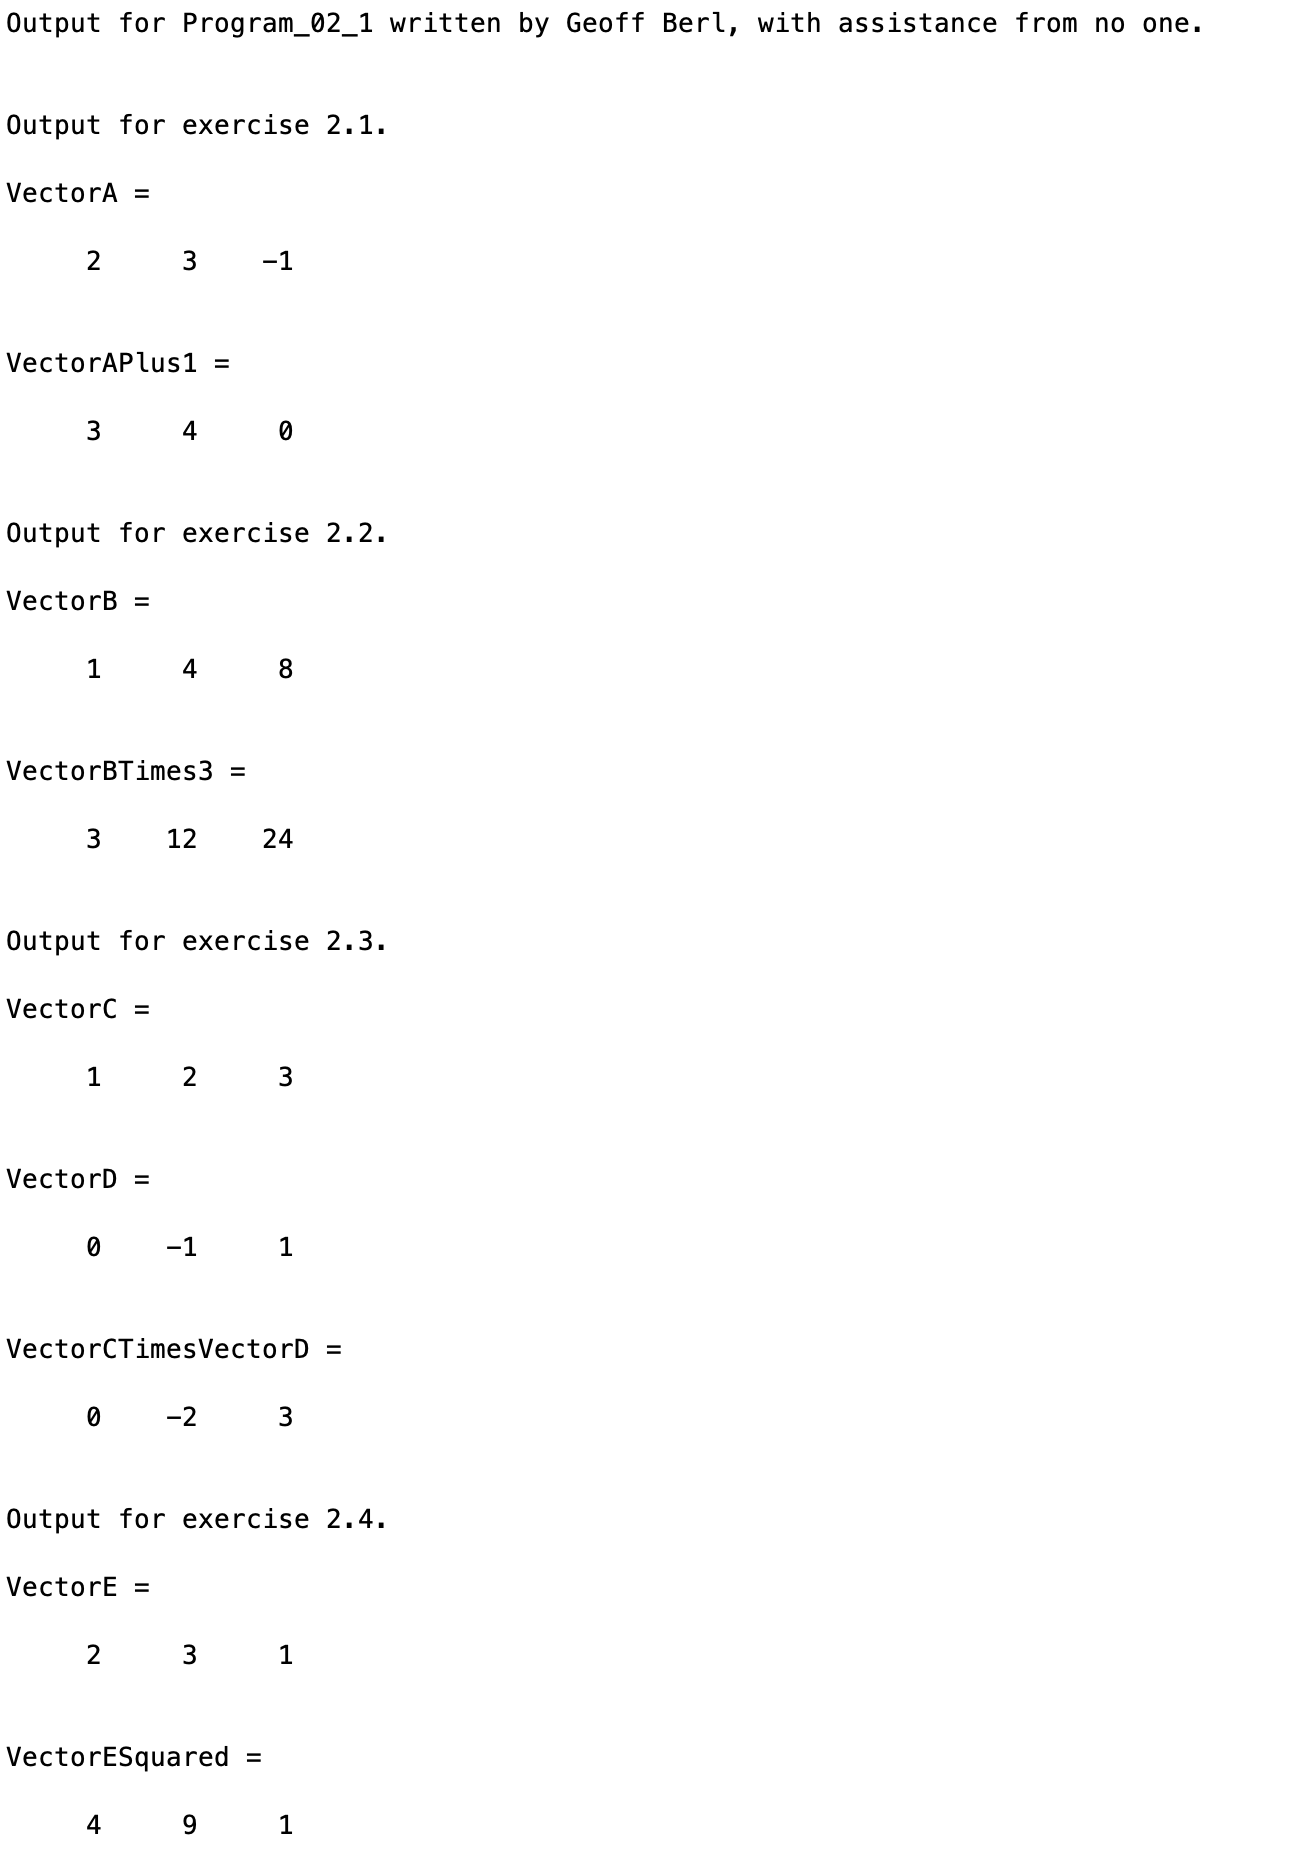 Output for Program_02_1 written by Geoff Berl, with assistance from no one.
Output for exercise 2.1.
VectorA =
2 3 -1
VectorAPlus1 =
3 4 0
Output for exercise 2.2.
VectorB =
1 4 8
VectorBTimes3 =
3 12 24
Output for exercise 2.3.
VectorC =
1 2 3
VectorD =
0 -1 1
VectorCTimesVectorD =
0 -2 3
Output for exercise 2.4.
VectorE =
2 3 1
VectorESquared =
4 9 1